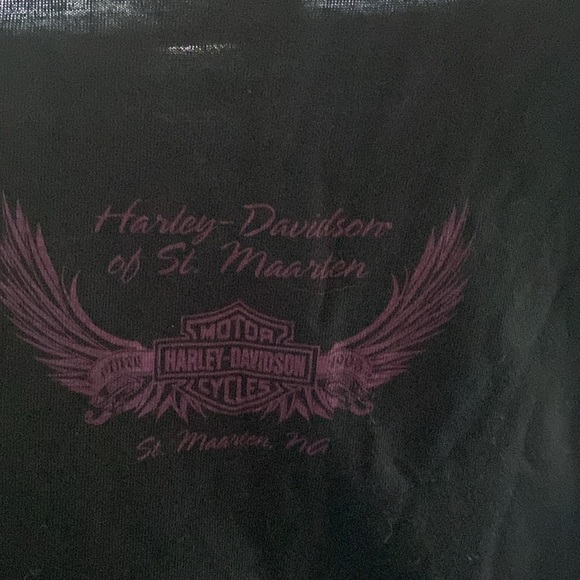 Harley-Davidson
of St. Maarten
MOTOR
HARLEY-DAVIDSON
CYCLES
St. Maarten, NA